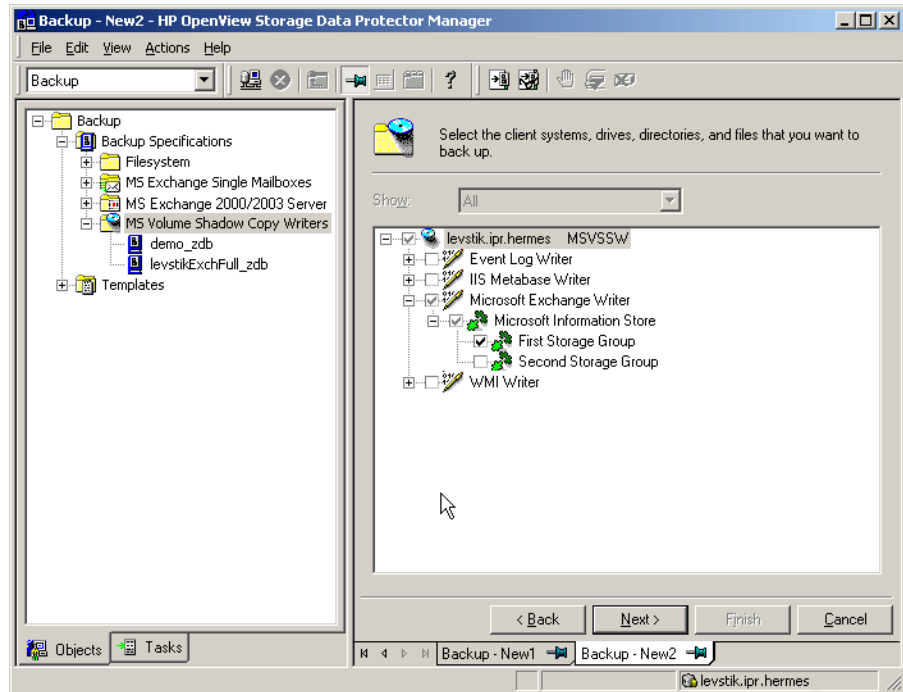 Backup - New2 - HP OpenView Storage Data Protector Manager
File Edit View Actions Help
Backup
Backup
Backup Specifications
Filesystem
MS Exchange Single Mailboxes
MS Exchange 2000/2003 Server
MS Volume Shadow Copy Writers
demo_zdb
levstikExchFull_zdb
Templates
Objects
Tasks
Select the client systems, drives, directories, and files that you want to
back up.
Show: All
levstik.ipr.hermes MSVSSW
Event Log Writer
IIS Metabase Writer
Microsoft Exchange Writer
Microsoft Information Store
First Storage Group
Second Storage Group
WMI Writer
< Back Next > Finish Cancel
Backup - New1 Backup - New2
levstik.ipr.hermes